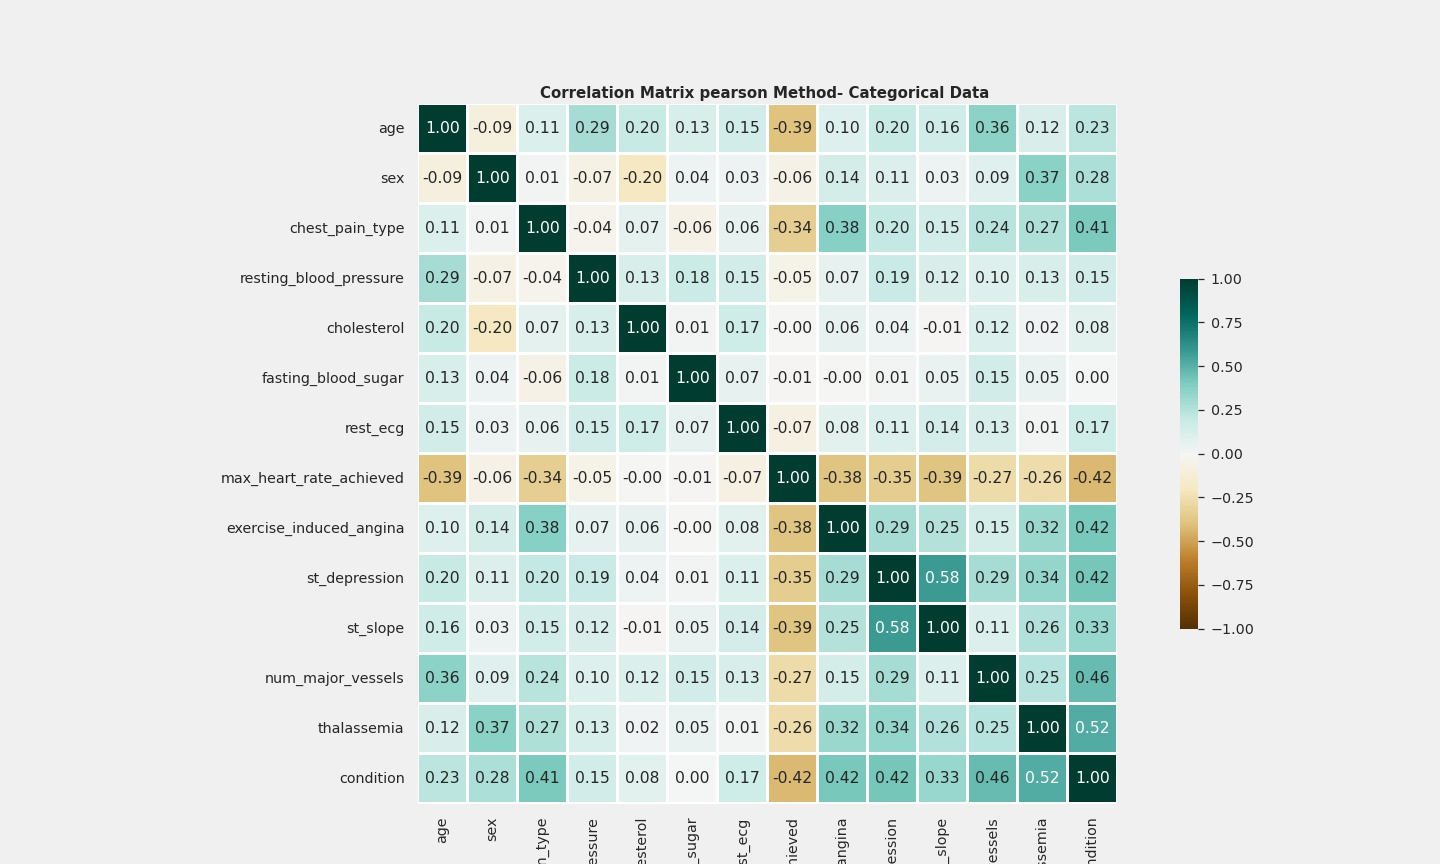 Correlation Matrix pearson Method- Categorical Data
age 1.00 -0.09 0.11 0.29 0.20 0.13 0.15 -0.39 0.10 0.20 0.16 0.36 0.12 0.23
sex -0.09 1.00 0.01 -0.07 -0.20 0.04 0.03 -0.06 0.14 0.11 0.03 0.09 0.37 0.28
chest_pain_type 0.11 0.01 1.00 -0.04 0.07 -0.06 0.06 -0.34 0.38 0.20 0.15 0.24 0.27 0.41
resting_blood_pressure 0.29 -0.07 -0.04 1.00 0.13 0.18 0.15 -0.05 0.07 0.19 0.12 0.10 0.13 0.15
cholesterol 0.20 -0.20 0.07 0.13 1.00 0.01 0.17 -0.00 0.06 0.04 -0.01 0.12 0.02 0.08
fasting_blood_sugar 0.13 0.04 -0.06 0.18 0.01 1.00 0.07 -0.01 -0.00 0.01 0.05 0.15 0.05 0.00
rest_ecg 0.15 0.03 0.06 0.15 0.17 0.07 1.00 -0.07 0.08 0.11 0.14 0.13 0.01 0.17
max_heart_rate_achieved -0.39 -0.06 -0.34 -0.05 -0.00 -0.01 -0.07 1.00 -0.38 -0.35 -0.39 -0.27 -0.26 -0.42
exercise_induced_angina 0.10 0.14 0.38 0.07 0.06 -0.00 0.08 -0.38 1.00 0.29 0.25 0.15 0.32 0.42
st_depression 0.20 0.11 0.20 0.19 0.04 0.01 0.11 -0.35 0.29 1.00 0.58 0.29 0.34 0.42
st_slope 0.16 0.03 0.15 0.12 -0.01 0.05 0.14 -0.39 0.25 0.58 1.00 0.11 0.26 0.33
num_major_vessels 0.36 0.09 0.24 0.10 0.12 0.15 0.13 -0.27 0.15 0.29 0.11 1.00 0.25 0.46
thalassemia 0.12 0.37 0.27 0.13 0.02 0.05 0.01 -0.26 0.32 0.34 0.26 0.25 1.00 0.52
condition 0.23 0.28 0.41 0.15 0.08 0.00 0.17 -0.42 0.42 0.42 0.33 0.46 0.52 1.00
age
sex
n_type
essure
esterol
_sugar
st_ecg
hieved
angina
ession
_slope
essels
ssemia
ndition
1.00
0.75
0.50
0.25
0.00
−0.25
−0.50
−0.75
−1.00